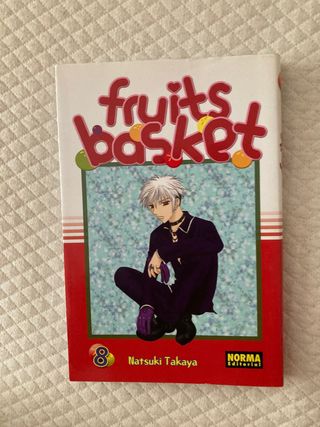 fruits
basket
8
Natsuki Takaya
NORMA
Editorial